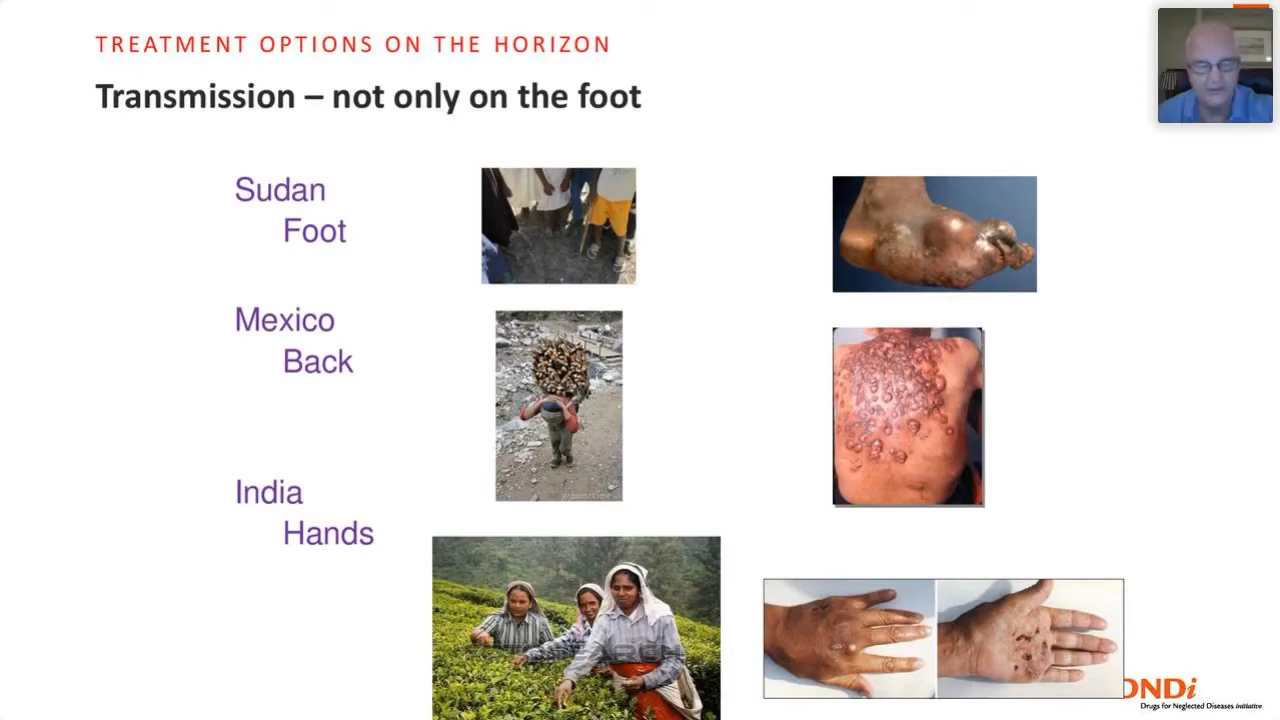 TREATMENT OPTIONS ON THE HORIZON
Transmission – not only on the foot
Sudan
Foot
Mexico
Back
India
Hands
DNDi
Drugs for Neglected Diseases initiative